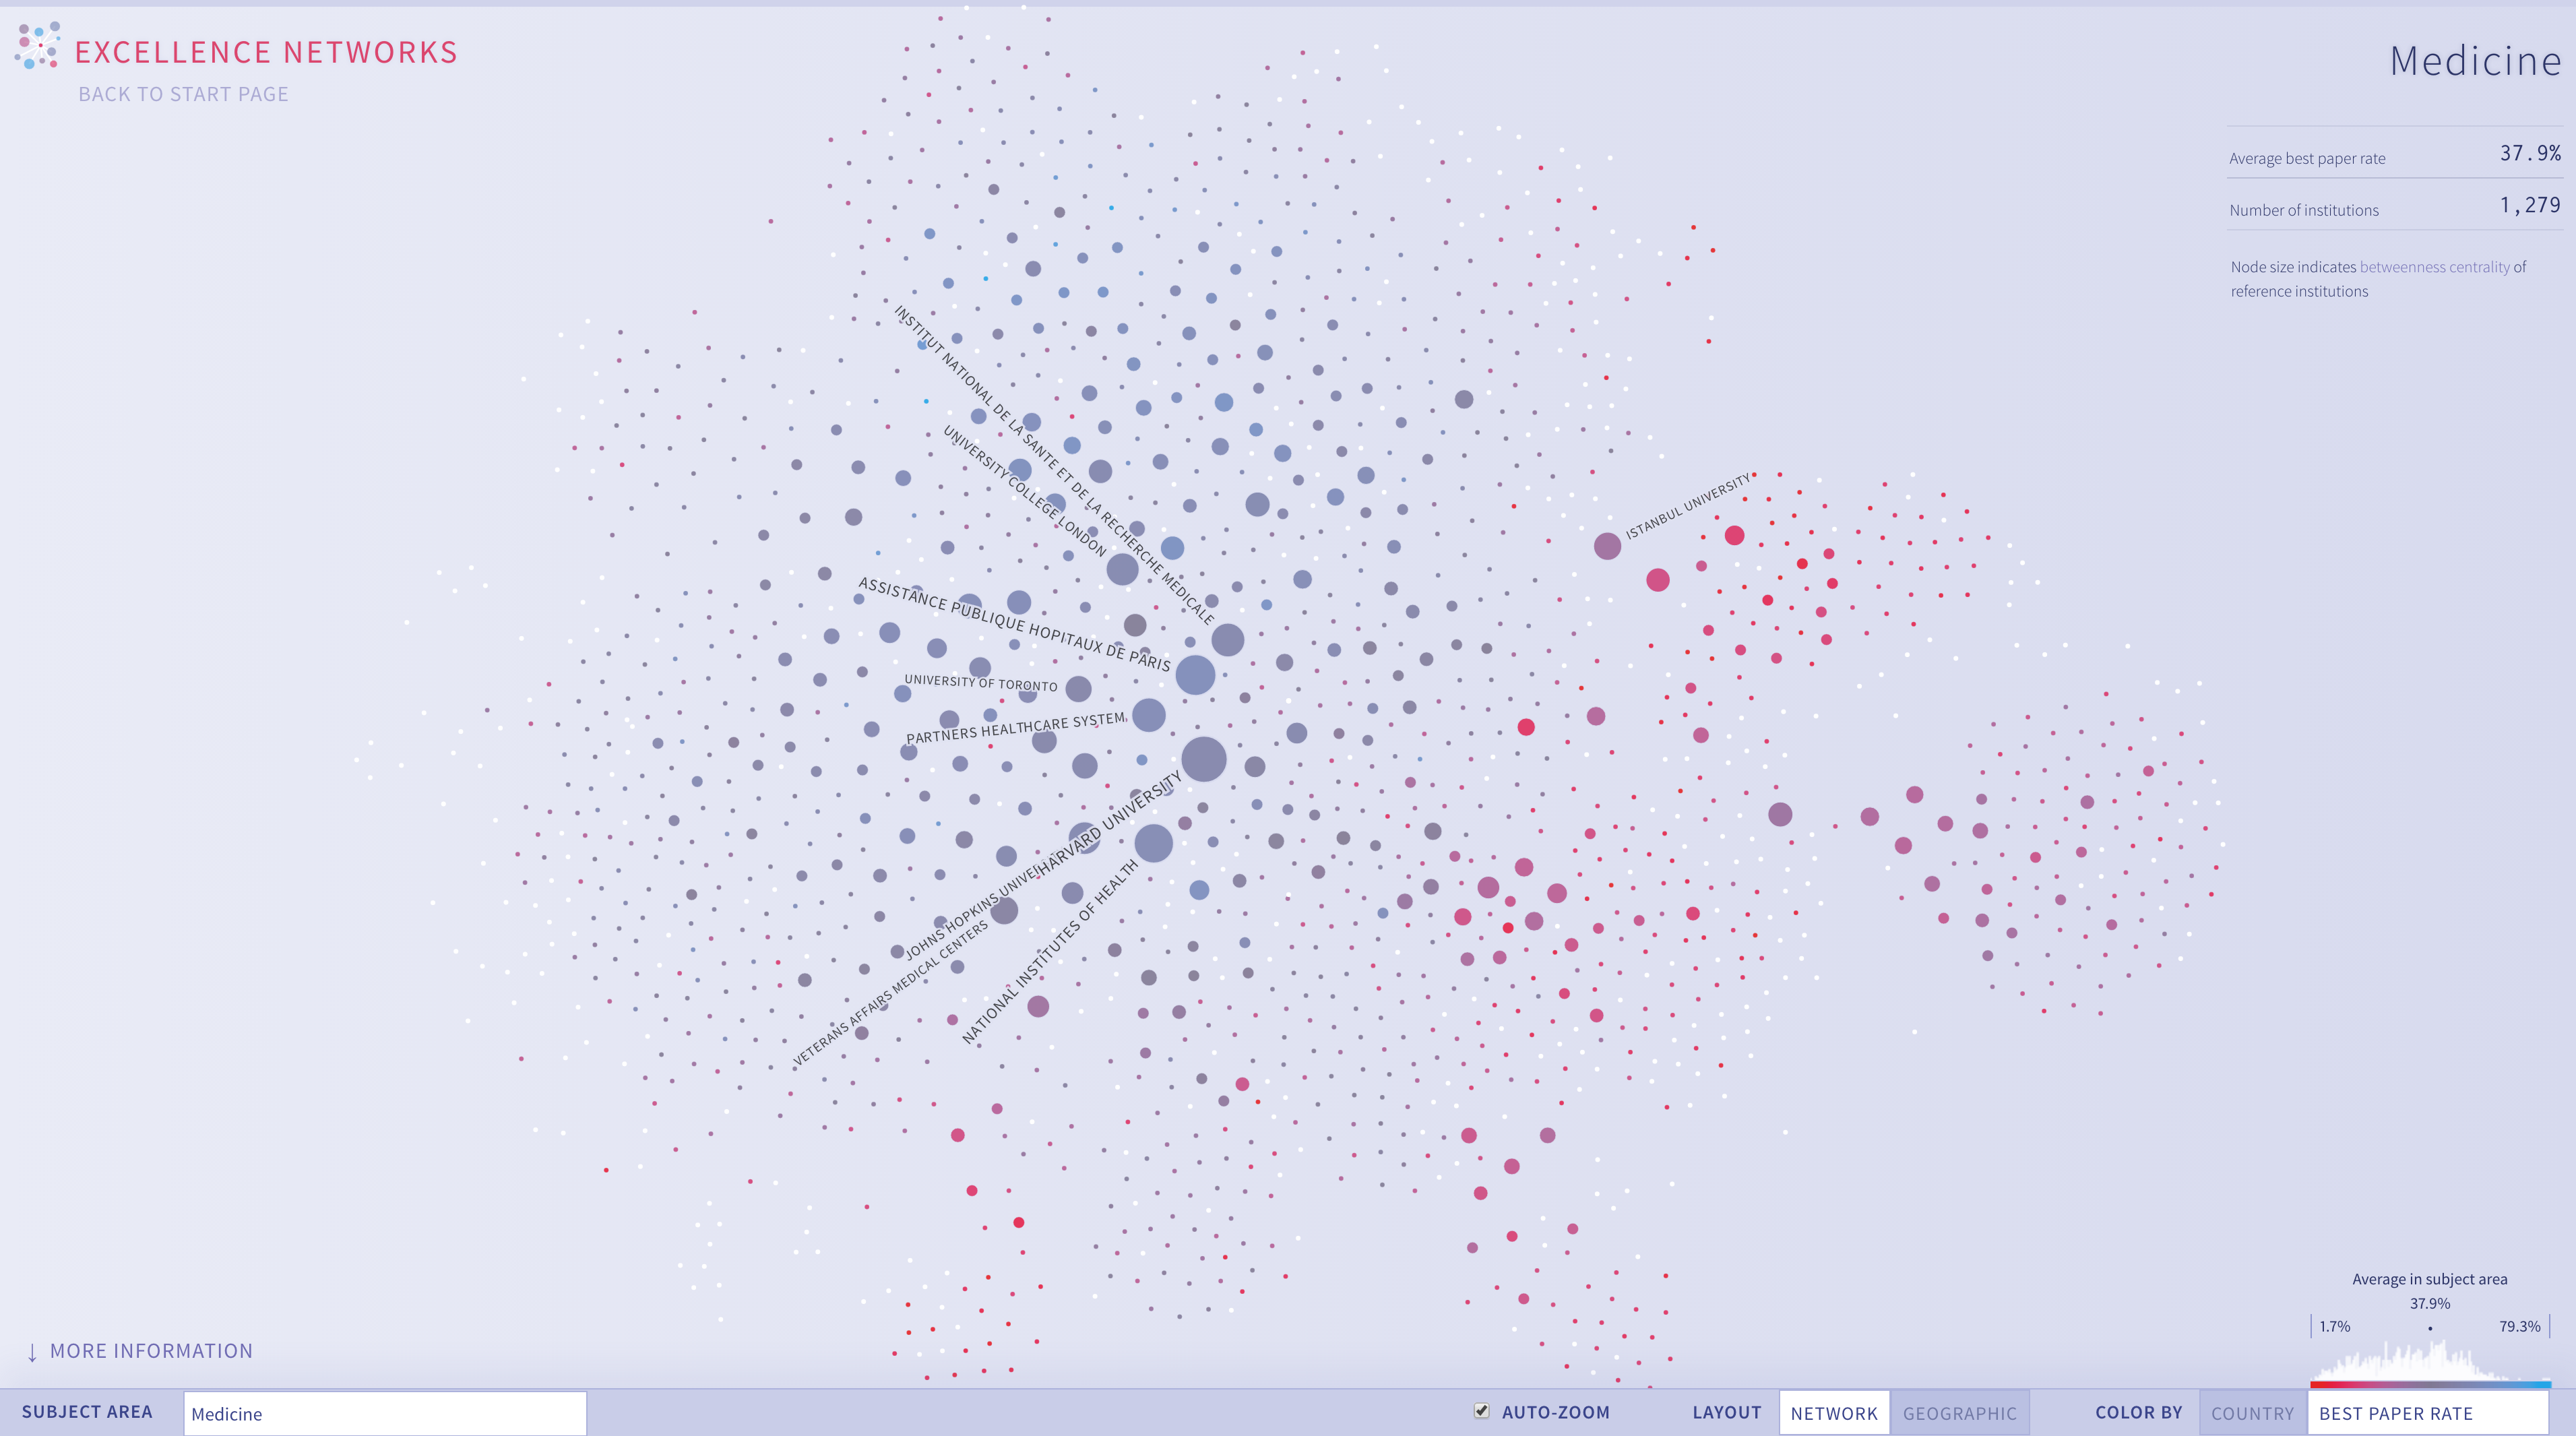 EXCELLENCE NETWORKS
BACK TO START PAGE
Medicine
Average best paper rate 37.9%
Number of institutions 1,279
Node size indicates betweenness centrality of
reference institutions
INSTITUT NATIONAL DE LA SANTE ET DE LA RECHERCHE MEDICALE
UNIVERSITY COLLEGE LONDON
ISTANBUL UNIVERSITY
ASSISTANCE PUBLIQUE HOPITAUX DE PARIS
UNIVERSITY OF TORONTO
PARTNERS HEALTHCARE SYSTEM
HARVARD UNIVERSITY
JOHNS HOPKINS
VETERANS AFFAIRS MEDICAL CENTERS
NATIONAL INSTITUTES OF HEALTH
Average in subject area
37.9%
1.7% 79.3%
↓ MORE INFORMATION
SUBJECT AREA Medicine AUTO-ZOOM LAYOUT NETWORK GEOGRAPHIC COLOR BY COUNTRY BEST PAPER RATE